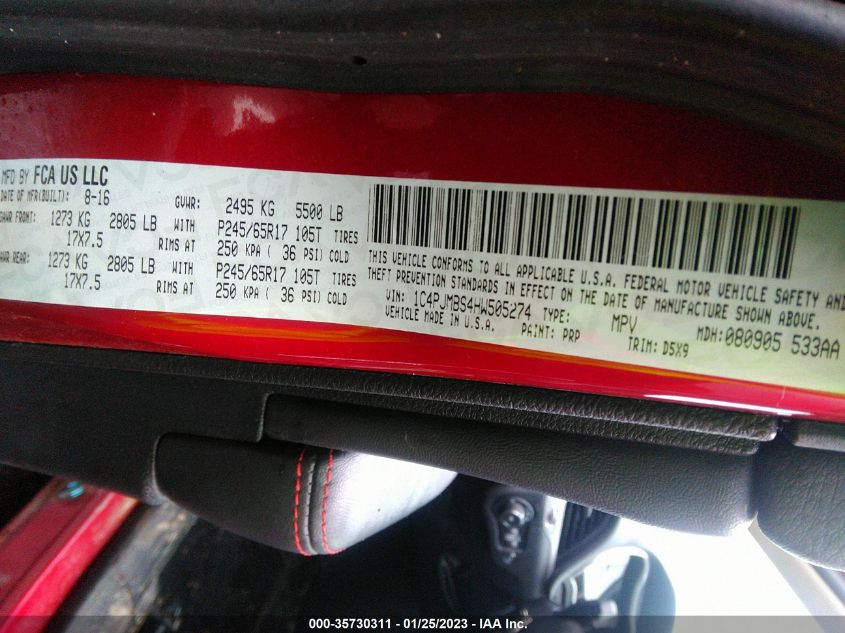 MFD BY FCA US LLC
DATE OF MFR(BUILT): 8-16 GVWR: 2495 KG 5500 LB
GAWR FRONT: 1273 KG 2805 LB WITH P245/65R17 105T TIRES
17X7.5 RIMS AT 250 KPA ( 36 PSI) COLD
GAWR REAR: 1273 KG 2805 LB WITH P245/65R17 105T TIRES
17X7.5 RIMS AT 250 KPA ( 36 PSI) COLD
THIS VEHICLE CONFORMS TO ALL APPLICABLE U.S.A. FEDERAL MOTOR VEHICLE SAFETY AND
THEFT PREVENTION STANDARDS IN EFFECT ON THE DATE OF MANUFACTURE SHOWN ABOVE.
VIN: 1C4PJMBS4HW505274 TYPE: MPV MDH: 080905 533AA
VEHICLE MADE IN U.S.A. PAINT: PRP TRIM: D5X9
000-35730311 - 01/25/2023 - IAA Inc.